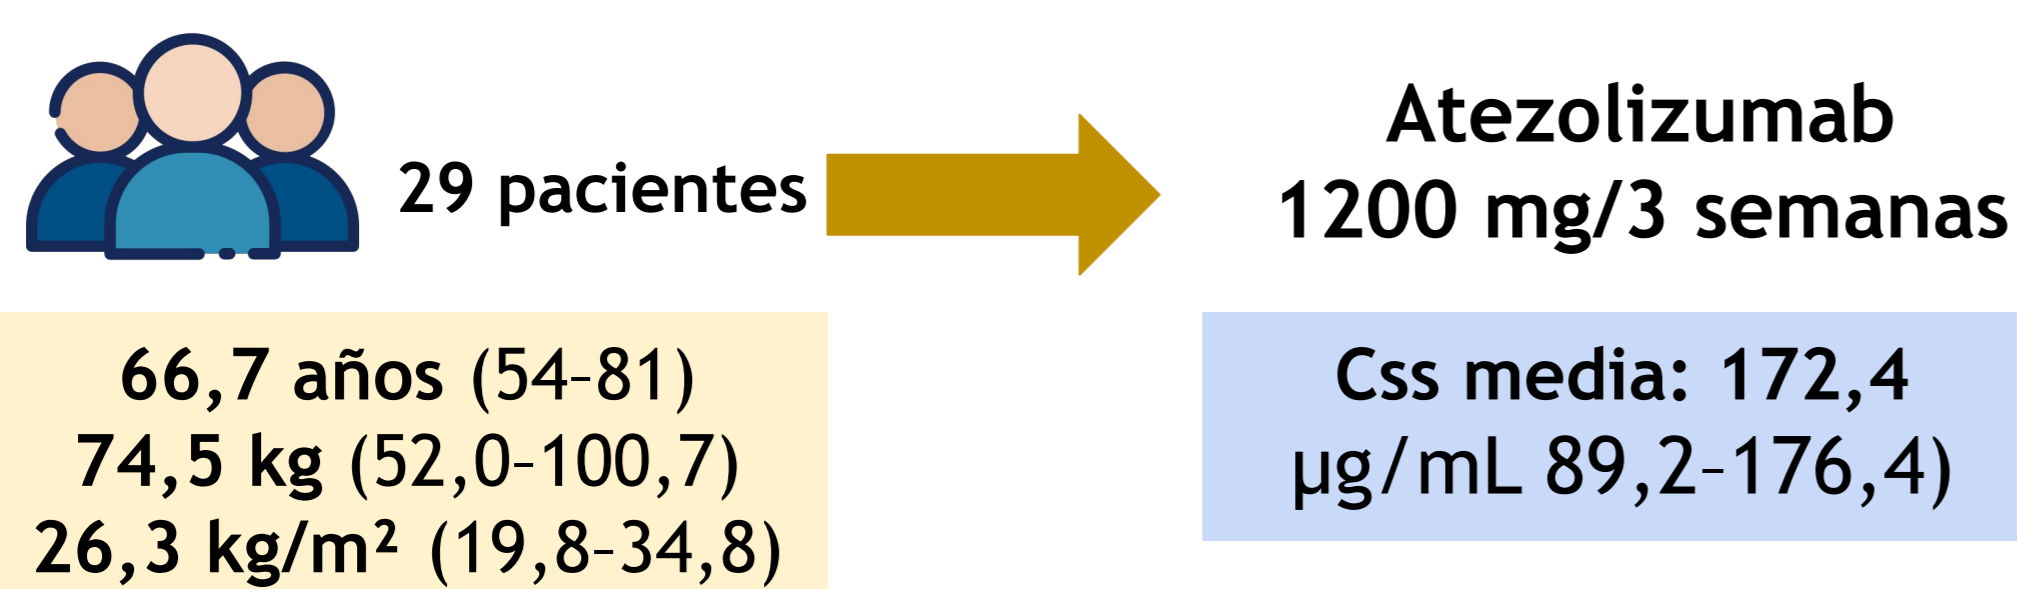 29 pacientes
Atezolizumab
1200 mg/3 semanas
66,7 años (54–81)
74,5 kg (52,0–100,7)
26,3 kg/m² (19,8–34,8)
Css media: 172,4
µg/mL 89,2–176,4)